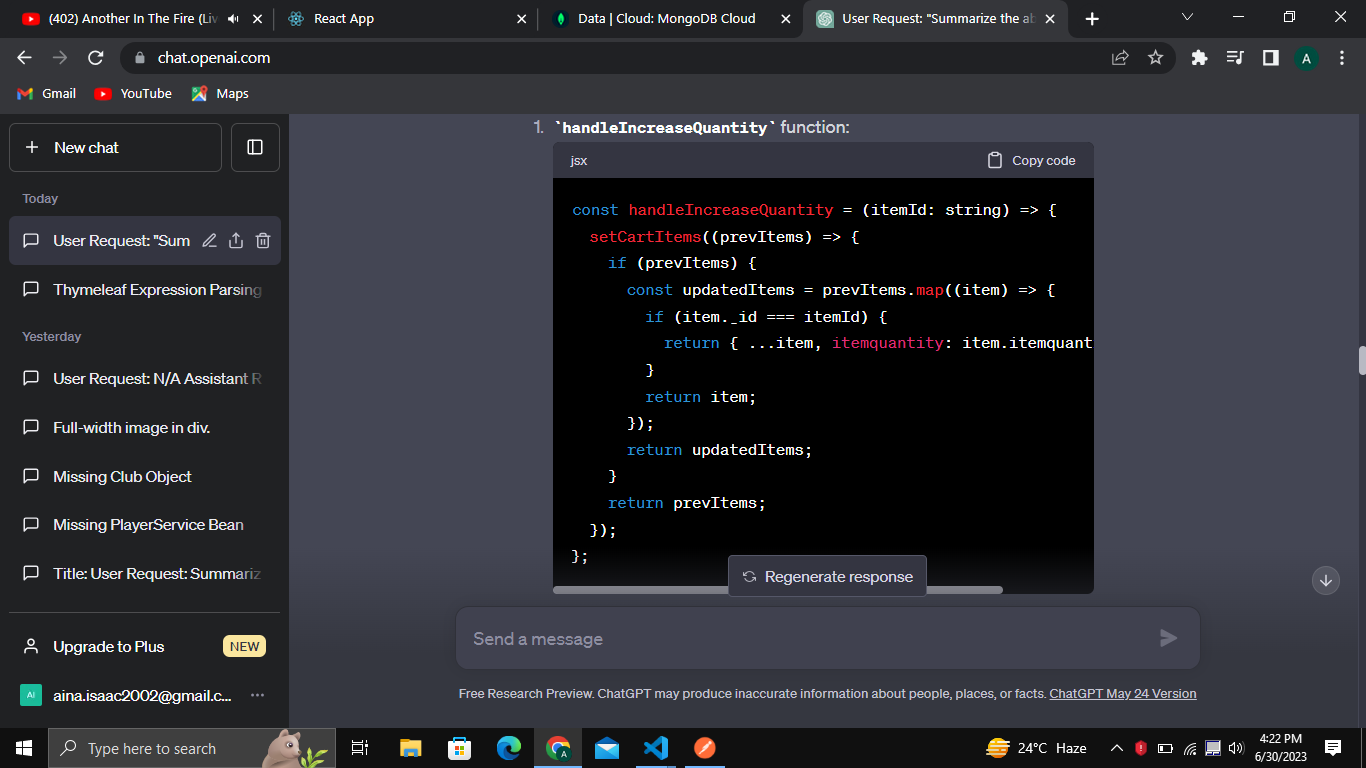 (402) Another In The Fire (Liv
React App
Data | Cloud: MongoDB Cloud
User Request: "Summarize the ab
chat.openai.com
A
Gmail
YouTube
Maps
New chat
Today
User Request: "Sum
Thymeleaf Expression Parsing
Yesterday
User Request: N/A Assistant R
Full-width image in div.
Missing Club Object
Missing PlayerService Bean
Title: User Request: Summariz
Upgrade to Plus
NEW
AI
aina.isaac2002@gmail.c...
1. `handleIncreaseQuantity` function:
jsx
Copy code
const handleIncreaseQuantity = (itemId: string) => {
setCartItems((prevItems) => {
if (prevItems) {
const updatedItems = prevItems.map((item) => {
if (item._id === itemId) {
return { ...item, itemquantity: item.itemquant
}
return item;
});
return updatedItems;
}
return prevItems;
});
};
Regenerate response
Send a message
Free Research Preview. ChatGPT may produce inaccurate information about people, places, or facts. ChatGPT May 24 Version
Type here to search
A
24°C Haze
4:22 PM
6/30/2023